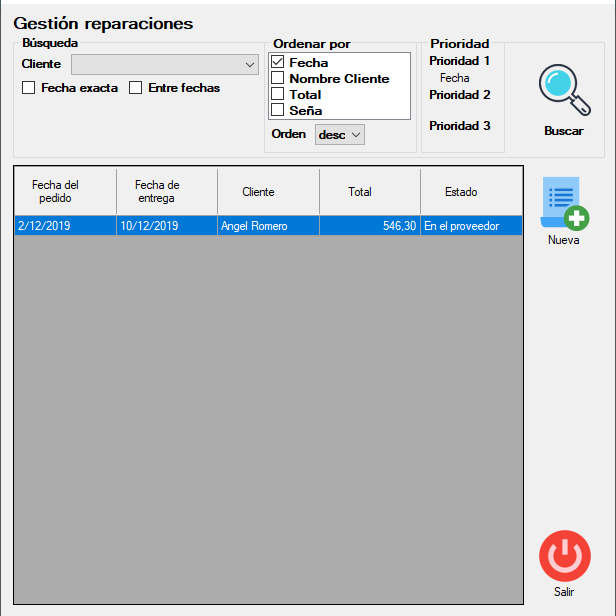 Gestión reparaciones
Búsqueda
Cliente
Fecha exacta
Entre fechas
Ordenar por
Fecha
Nombre Cliente
Total
Seña
Orden
desc
Prioridad
Prioridad 1
Fecha
Prioridad 2
Prioridad 3
Buscar
Fecha del pedido
Fecha de entrega
Cliente
Total
Estado
2/12/2019
10/12/2019
Angel Romero
546,30
En el proveedor
Nueva
Salir